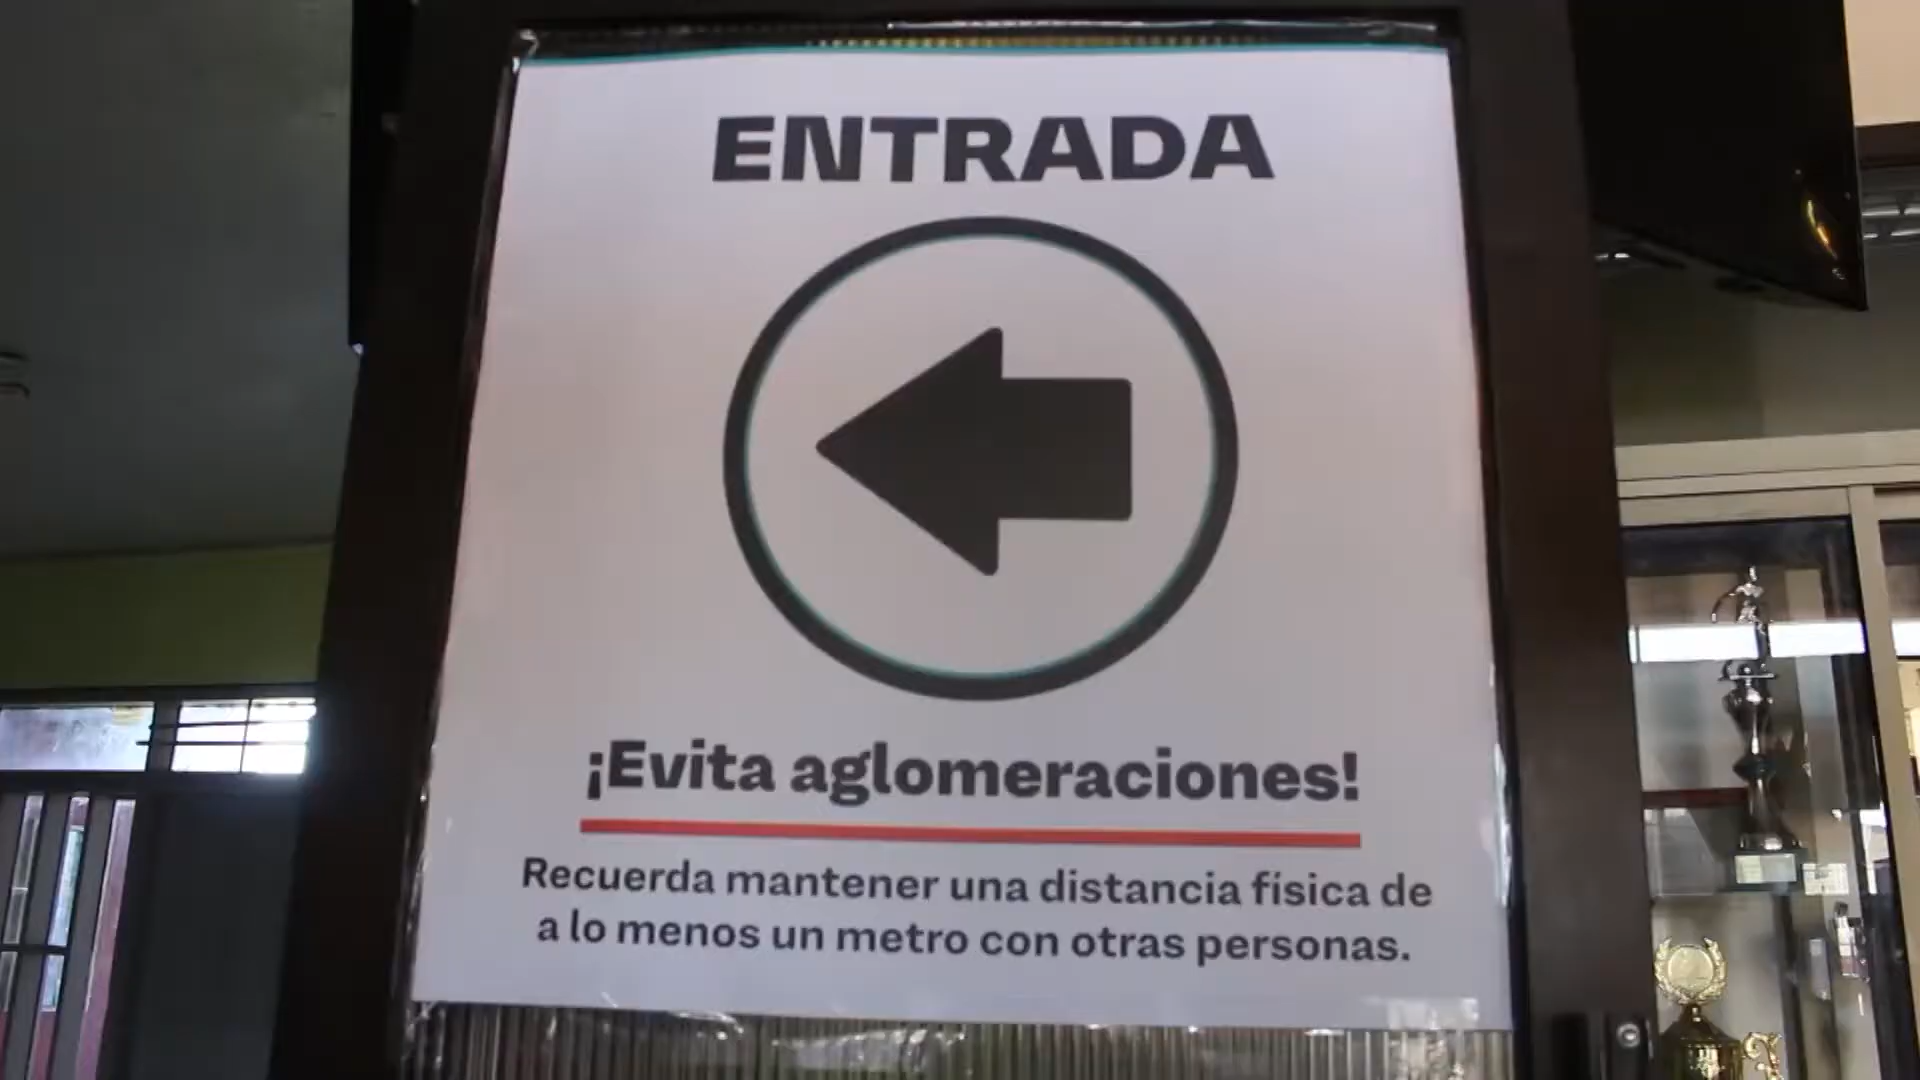 ENTRADA
¡Evita aglomeraciones!
Recuerda mantener una distancia física de
a lo menos un metro con otras personas.